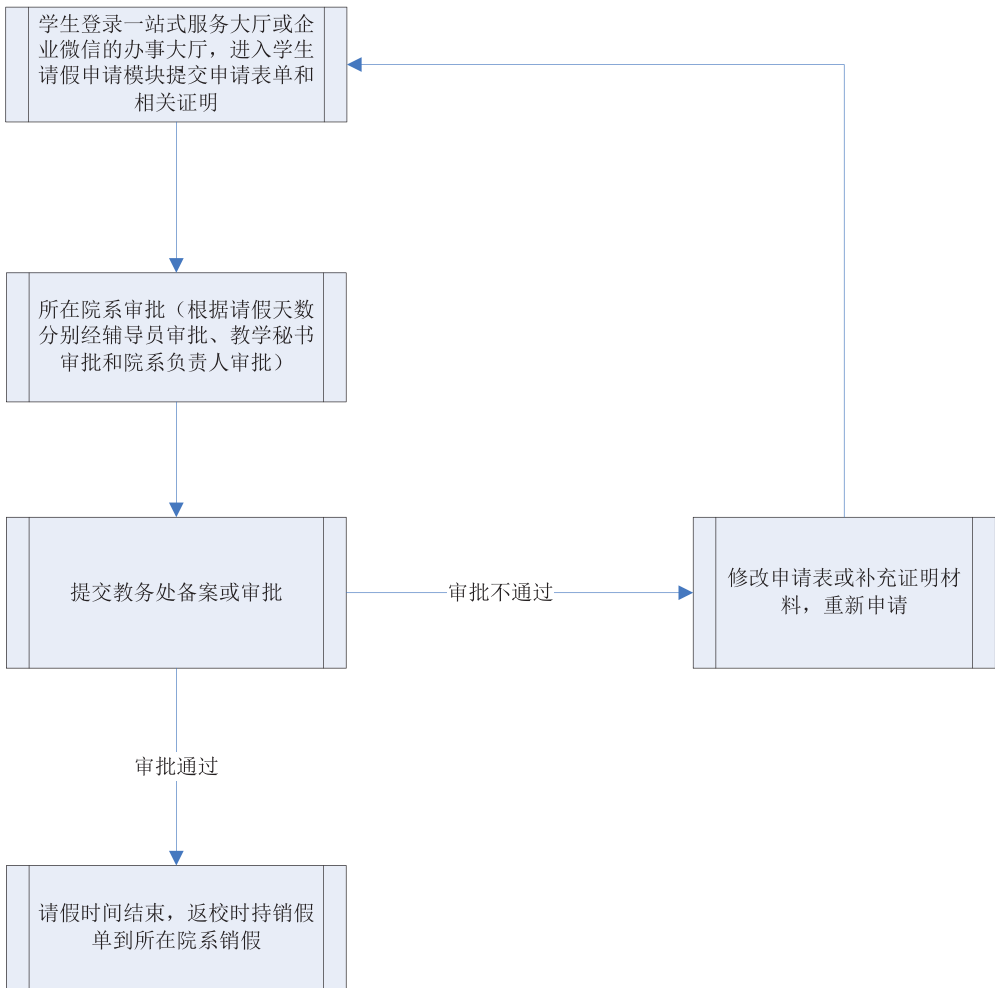 学生登录一站式服务大厅或企
业微信的办事大厅，进入学生
请假申请模块提交申请表单和
相关证明
所在院系审批（根据请假天数
分别经辅导员审批、教学秘书
审批和院系负责人审批）
提交教务处备案或审批
审批不通过
修改申请表或补充证明材
料，重新申请
审批通过
请假时间结束，返校时持销假
单到所在院系销假